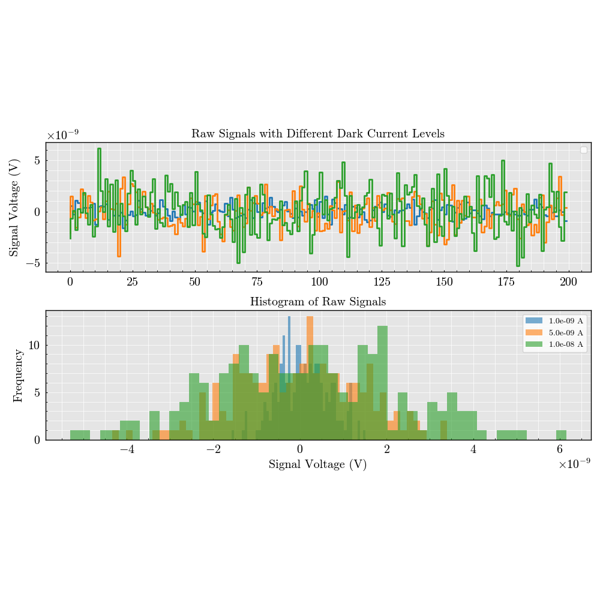 Raw Signals with Different Dark Current Levels
×10⁻⁹
Signal Voltage (V)
5
0
−5
0 25 50 75 100 125 150 175 200
Histogram of Raw Signals
Frequency
10
5
0
1.0e-09 A
5.0e-09 A
1.0e-08 A
−4 −2 0 2 4 6
Signal Voltage (V)
×10⁻⁹